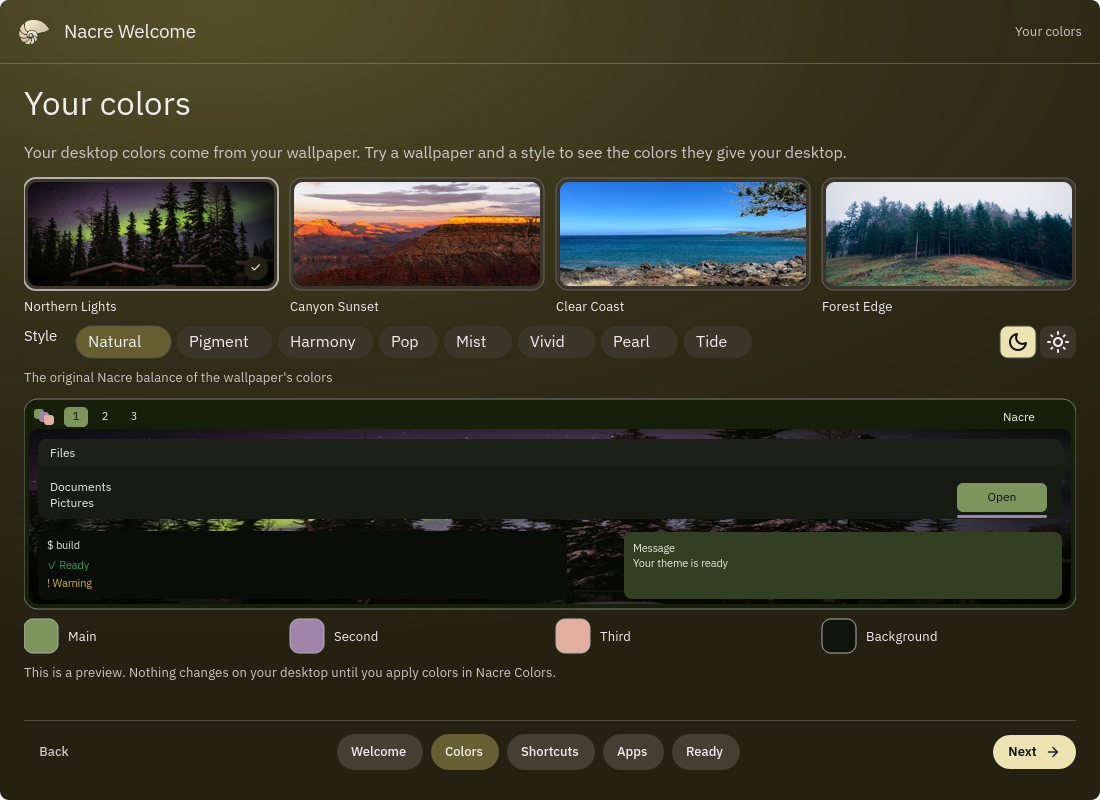 Nacre Welcome
Your colors
Your colors
Your desktop colors come from your wallpaper. Try a wallpaper and a style to see the colors they give your desktop.
Northern Lights
Canyon Sunset
Clear Coast
Forest Edge
Style
Natural
Pigment
Harmony
Pop
Mist
Vivid
Pearl
Tide
The original Nacre balance of the wallpaper's colors
1
2
3
Nacre
Files
Documents
Pictures
Open
$ build
✓ Ready
! Warning
Message
Your theme is ready
Main
Second
Third
Background
This is a preview. Nothing changes on your desktop until you apply colors in Nacre Colors.
Back
Welcome
Colors
Shortcuts
Apps
Ready
Next →